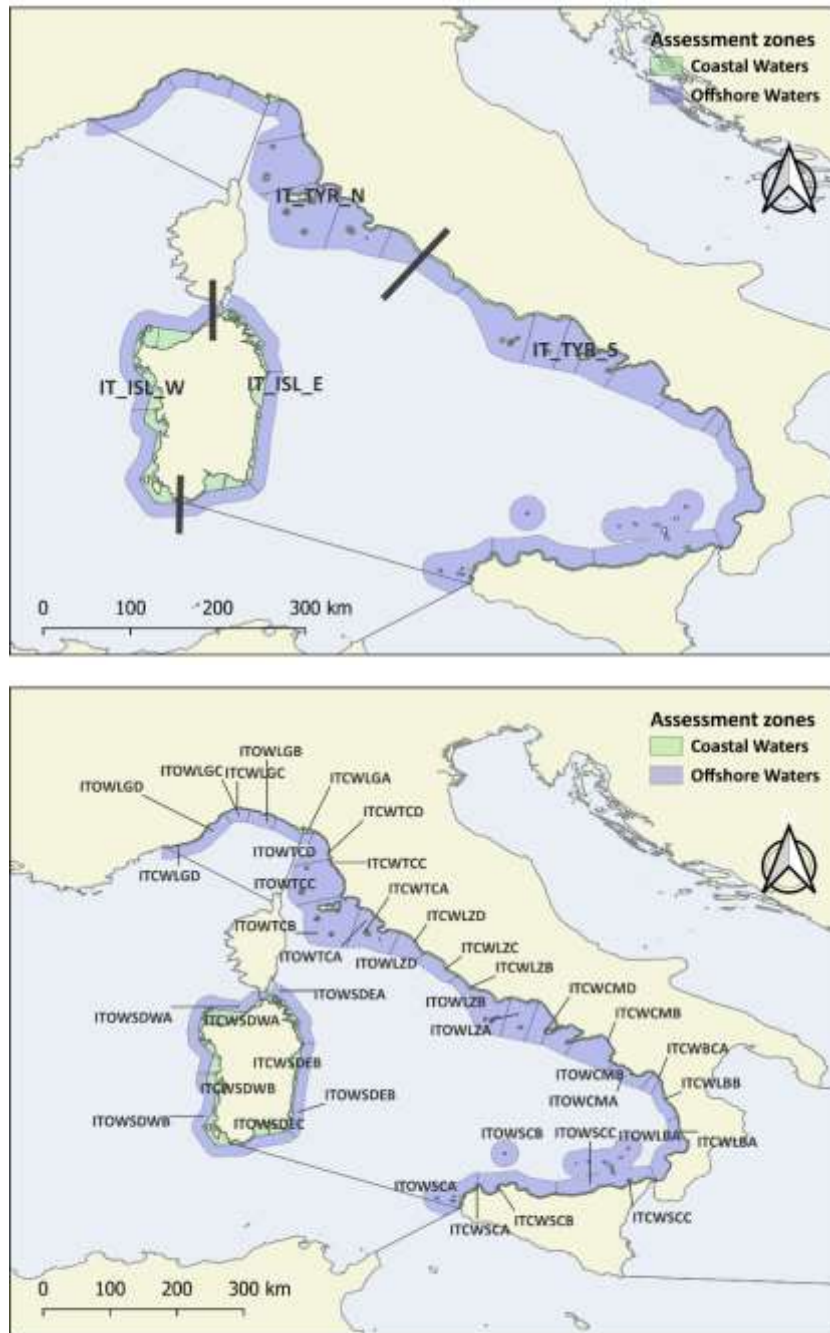 Assessment zones
Coastal Waters
Offshore Waters
IT_TYR_N
IT_TYR_S
IT_ISL_W
IT_ISL_E
0 100 200 300 km
Assessment zones
Coastal Waters
Offshore Waters
ITOWLGB
ITOWLGC
ITCWLGC
ITCWLGA
ITOWLGD
ITCWTCD
ITOWTCD
ITCWLGD
ITCWTCC
ITOWTCC
ITCWTCA
ITOWTCB
ITCWLZD
ITOWTCA
ITOWLZD
ITCWLZC
ITCWLZB
ITOWSDEA
ITOWLZB
ITCWCMD
ITOWSDWA
ITCWSDWA
ITOWLZA
ITCWCMB
ITCWBCA
ITCWSDEB
ITOWCMB
ITCWSDWB
ITOWCMA
ITCWLBB
ITOWSDWB
ITOWSDEB
ITOWSDEC
ITOWSCB
ITOWSCC
ITOWLBA
ITCWLBA
ITOWSCA
ITCWSCA
ITCWSCB
ITCWSCC
0 100 200 300 km